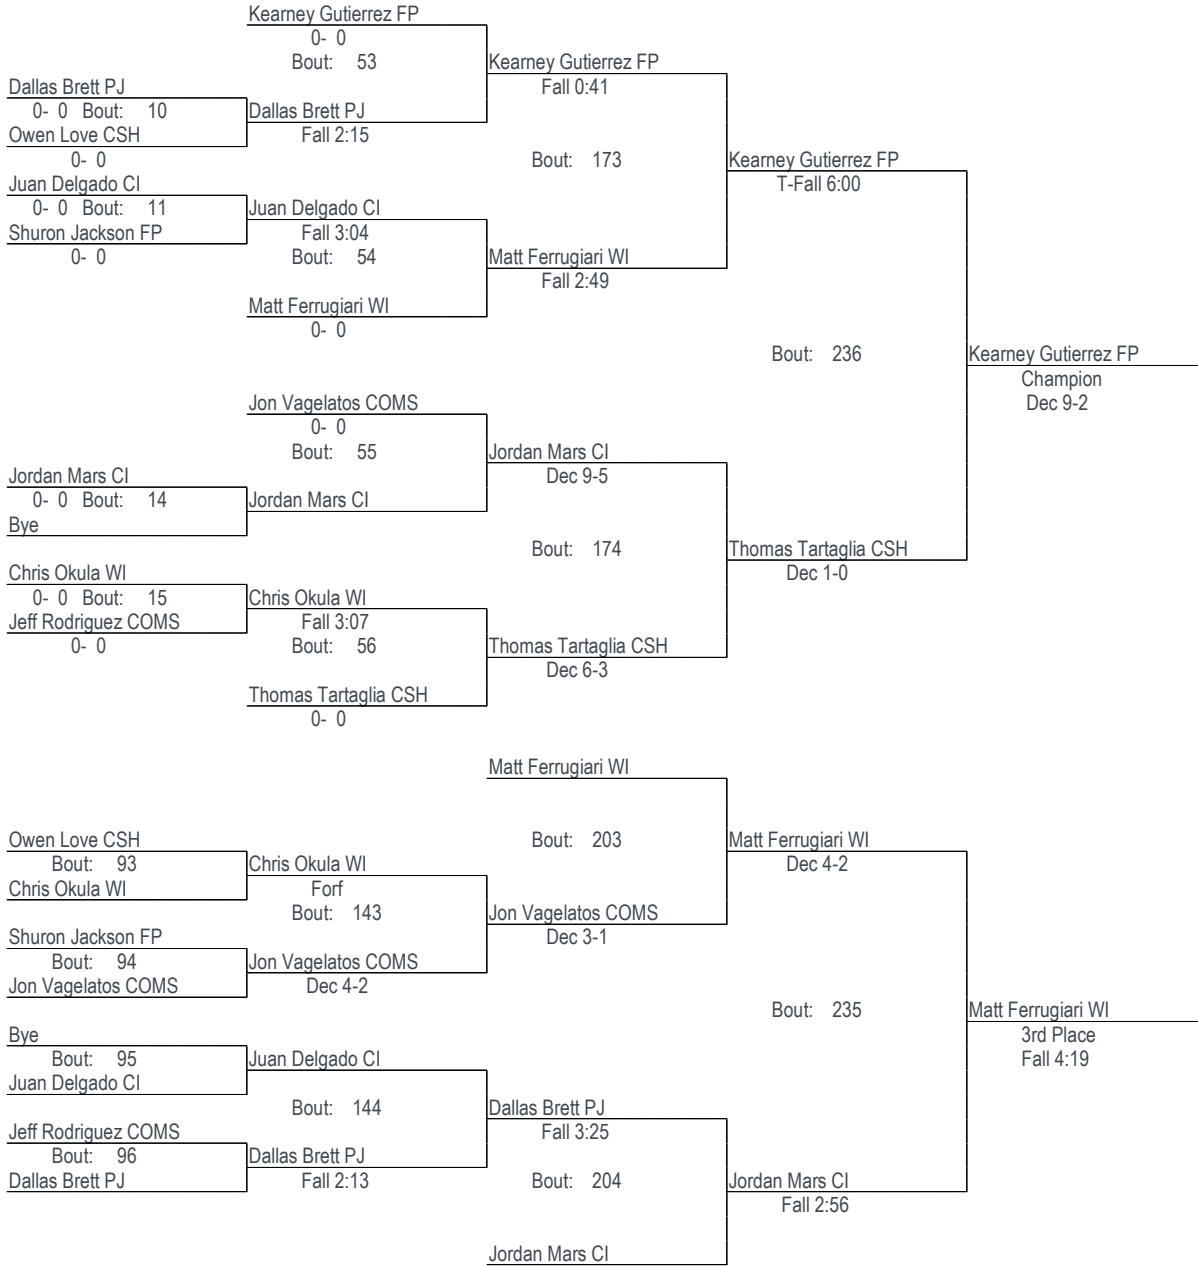 Kearney Gutierrez FP
0- 0
Bout: 53
Kearney Gutierrez FP
Dallas Brett PJ
Fall 0:41
0- 0 Bout: 10
Dallas Brett PJ
Owen Love CSH
Fall 2:15
0- 0
Bout: 173
Kearney Gutierrez FP
Juan Delgado CI
T-Fall 6:00
0- 0 Bout: 11
Juan Delgado CI
Shuron Jackson FP
Fall 3:04
0- 0
Bout: 54
Matt Ferrugiari WI
Fall 2:49
Matt Ferrugiari WI
0- 0
Bout: 236
Kearney Gutierrez FP
Champion
Dec 9-2
Jon Vagelatos COMS
0- 0
Bout: 55
Jordan Mars CI
Jordan Mars CI
Dec 9-5
0- 0 Bout: 14
Jordan Mars CI
Bye
Bout: 174
Thomas Tartaglia CSH
Chris Okula WI
Dec 1-0
0- 0 Bout: 15
Chris Okula WI
Jeff Rodriguez COMS
Fall 3:07
0- 0
Bout: 56
Thomas Tartaglia CSH
Dec 6-3
Thomas Tartaglia CSH
0- 0
Matt Ferrugiari WI
Owen Love CSH
Bout: 203
Matt Ferrugiari WI
Bout: 93
Chris Okula WI
Dec 4-2
Chris Okula WI
Forf
Bout: 143
Jon Vagelatos COMS
Shuron Jackson FP
Dec 3-1
Bout: 94
Jon Vagelatos COMS
Jon Vagelatos COMS
Dec 4-2
Bout: 235
Matt Ferrugiari WI
Bye
3rd Place
Bout: 95
Juan Delgado CI
Fall 4:19
Juan Delgado CI
Bout: 144
Dallas Brett PJ
Jeff Rodriguez COMS
Fall 3:25
Bout: 96
Dallas Brett PJ
Dallas Brett PJ
Fall 2:13
Bout: 204
Jordan Mars CI
Fall 2:56
Jordan Mars CI